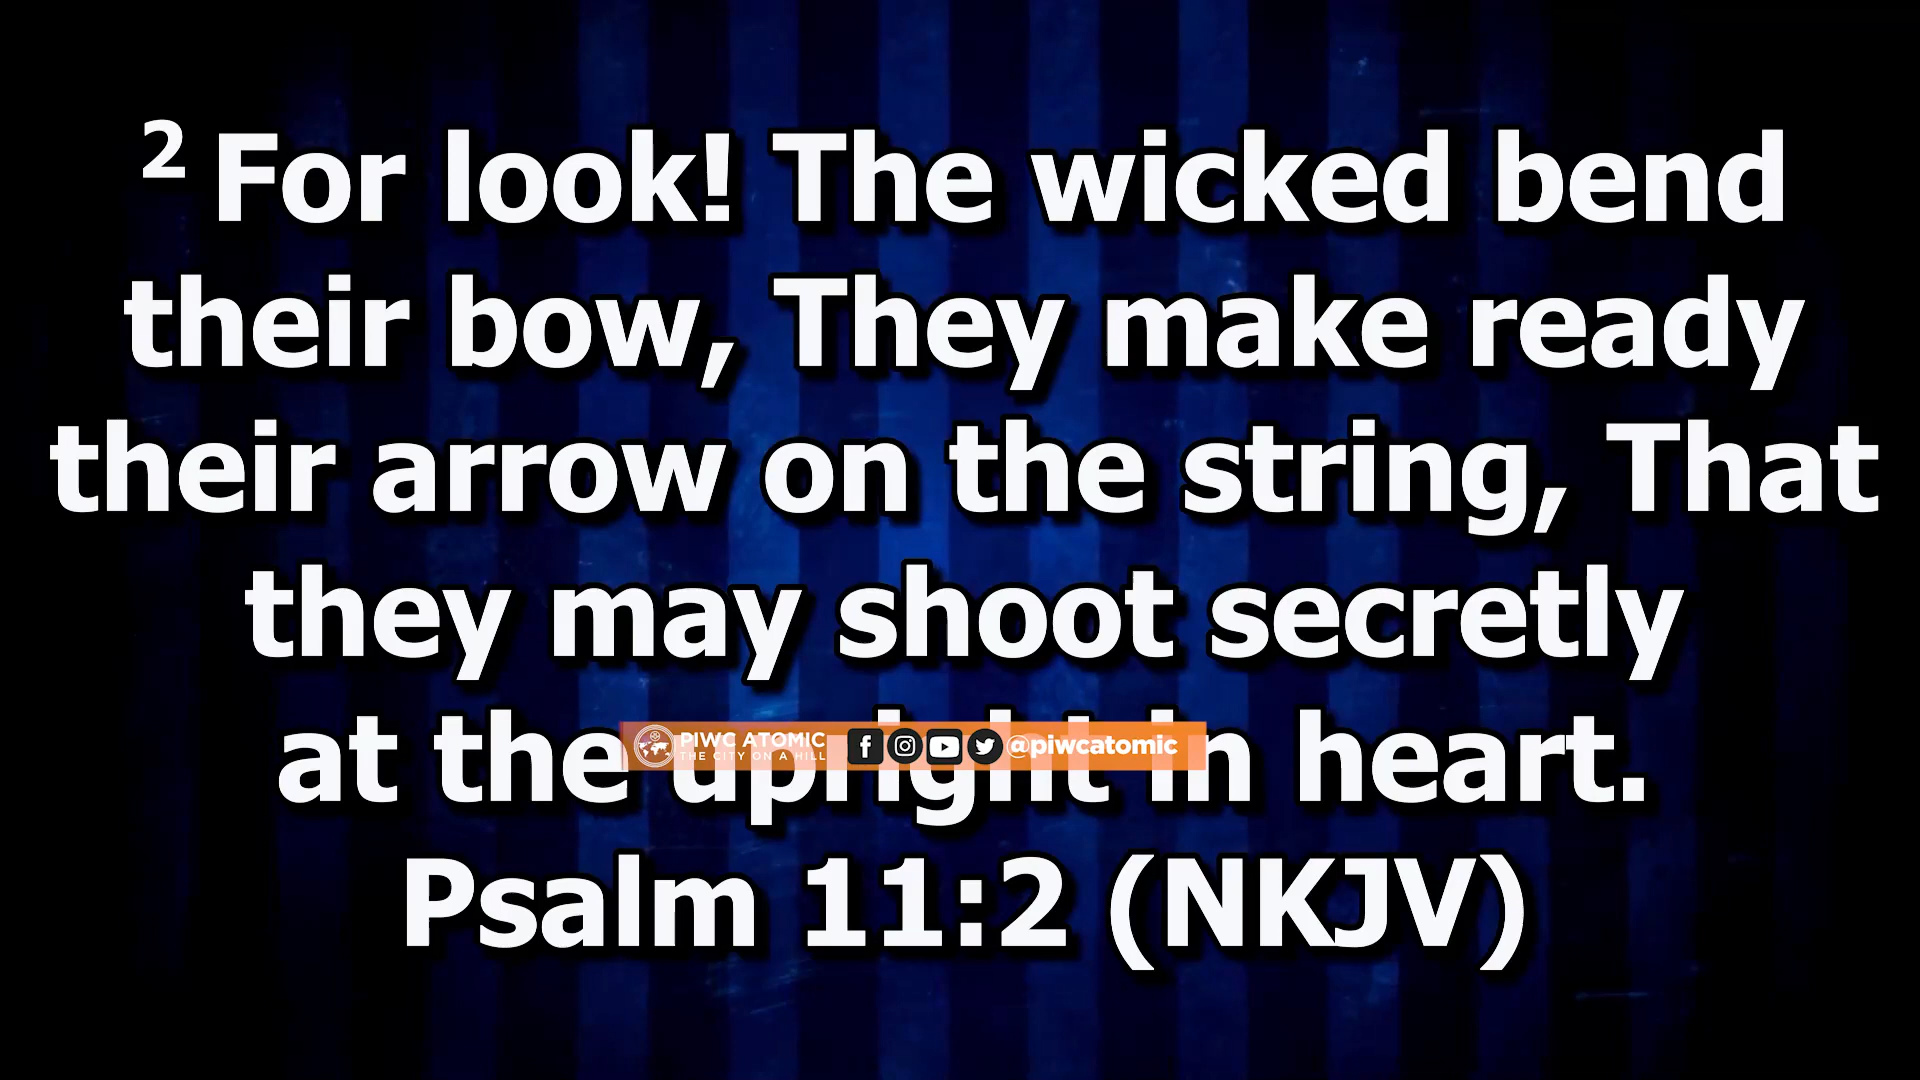 2 For look! The wicked bend
their bow, They make ready
their arrow on the string, That
they may shoot secretly
at the upright in heart.
PIWC ATOMIC
THE CITY ON A HILL
@piwcatomic
Psalm 11:2 (NKJV)